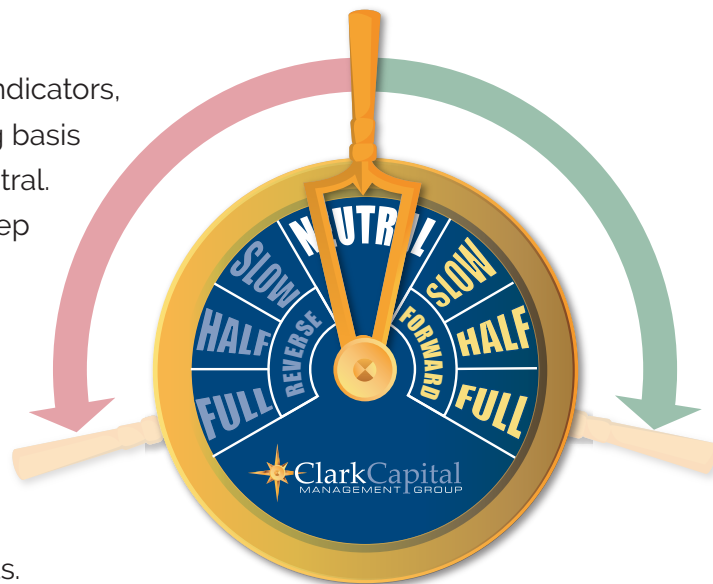 ndicators,
basis
tral.
ep
NEUTRAL
SLOW
SLOW
HALF
HALF
FULL
FULL
REVERSE
FORWARD
ClarkCapital
MANAGEMENT GROUP
s.